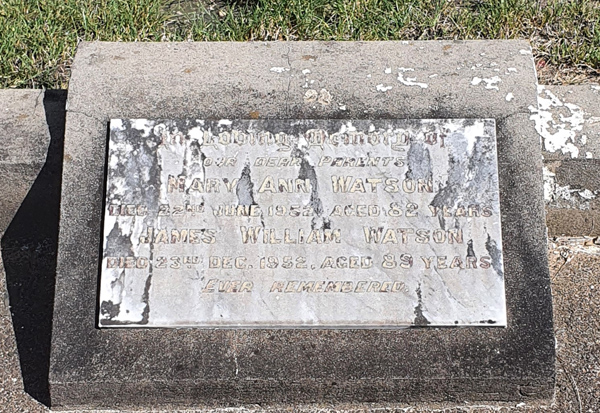 In Loving Memory of
OUR DEAR PARENTS
MARY ANN WATSON
DIED 22ND JUNE 1952, AGED 82 YEARS
JAMES WILLIAM WATSON
DIED 23RD DEC. 1952, AGED 89 YEARS
EVER REMEMBERED.